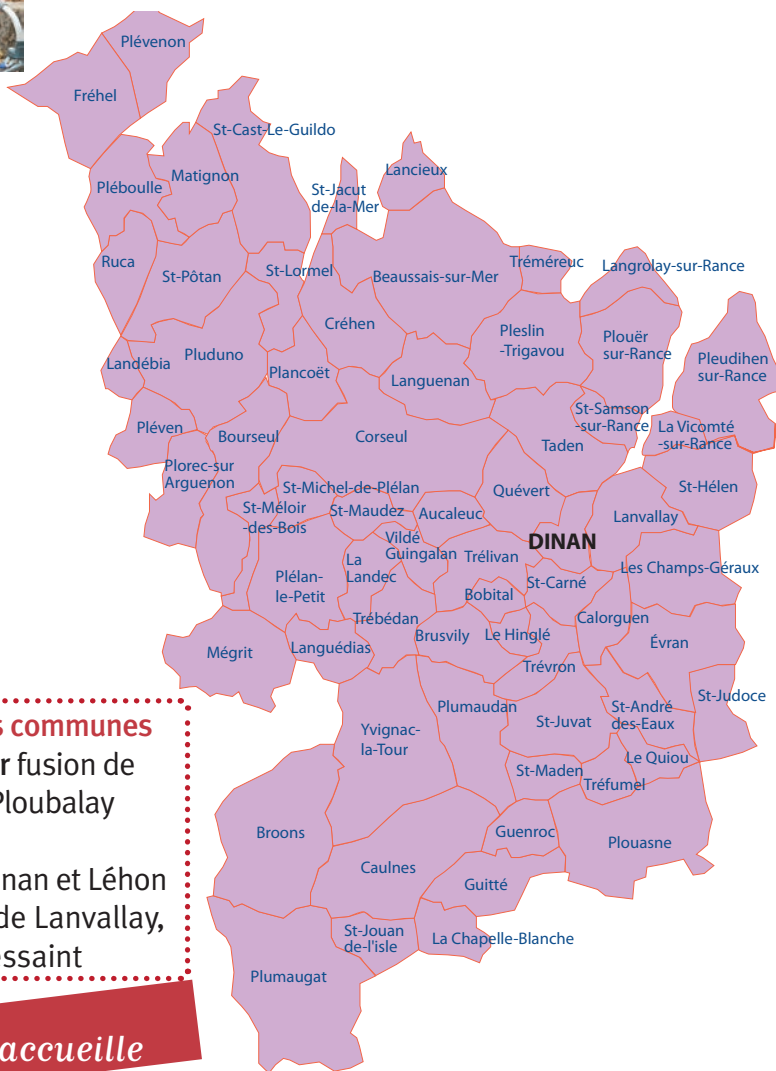 Plévenon
Fréhel
St-Cast-Le-Guildo
Matignon
Pléboulle
Lancieux
St-Jacut
de-la-Mer
Ruca
St-Pôtan
St-Lormel
Beaussais-sur-Mer
Tréméreuc
Langrolay-sur-Rance
Créhen
Pleslin
-Trigavou
Plouër
sur-Rance
Pleudihen
sur-Rance
Landébia
Pluduno
Plancoët
Languenan
St-Samson
-sur-Rance
La Vicomté
-sur-Rance
Pléven
Bourseul
Corseul
Taden
Plorec-sur
Arguenon
St-Michel-de-Plélan
Quévert
St-Hélen
St-Méloir
-des-Bois
St-Maudez
Aucaleuc
Lanvallay
Vildé
Guingalan
DINAN
La
Landec
Trélivan
Les Champs-Géraux
Plélan-
le-Petit
St-Carné
Bobital
Trébédan
Calorguen
Brusvily
Le Hinglé
Évran
Mégrit
Languédias
Trévron
St-Judoce
Plumaudan
St-André
des-Eaux
Yvignac-
la-Tour
St-Juvat
Le Quiou
St-Maden
Tréfumel
Broons
Guenroc
Plouasne
Caulnes
Guitté
St-Jouan
de-l'isle
La Chapelle-Blanche
Plumaugat
s communes
r fusion de
Ploubalay
nan et Léhon
de Lanvallay,
essaint
accueille